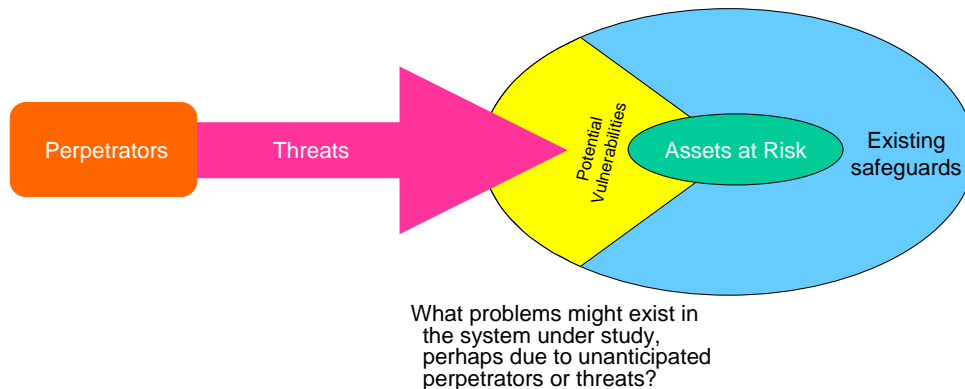 Perpetrators
Threats
Potential
Vulnerabilities
Assets at Risk
Existing
safeguards
What problems might exist in
the system under study,
perhaps due to unanticipated
perpetrators or threats?